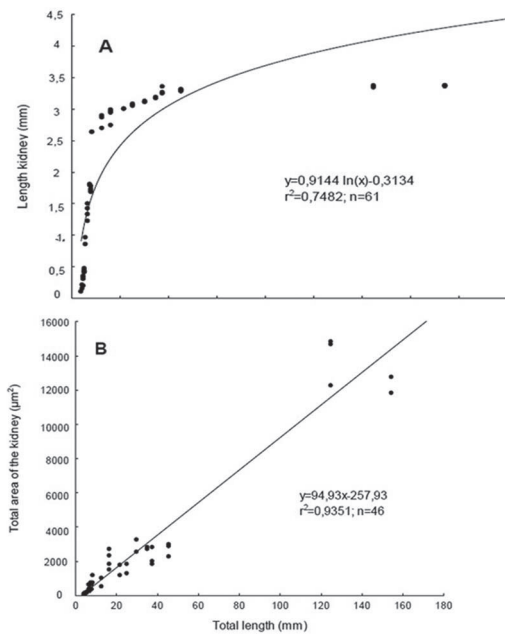 A
4,5
4
3,5
3
2,5
2
1,5
-1,
0,5
0
Length kidney (mm)
y=0,9144 ln(x)-0,3134
r²=0,7482; n=61
B
16000
14000
12000
10000
8000
6000
4000
2000
0
Total area of the kidney (µm²)
y=94,93x-257,93
r²=0,9351; n=46
0 20 40 60 80 100 120 140 160 180
Total length (mm)